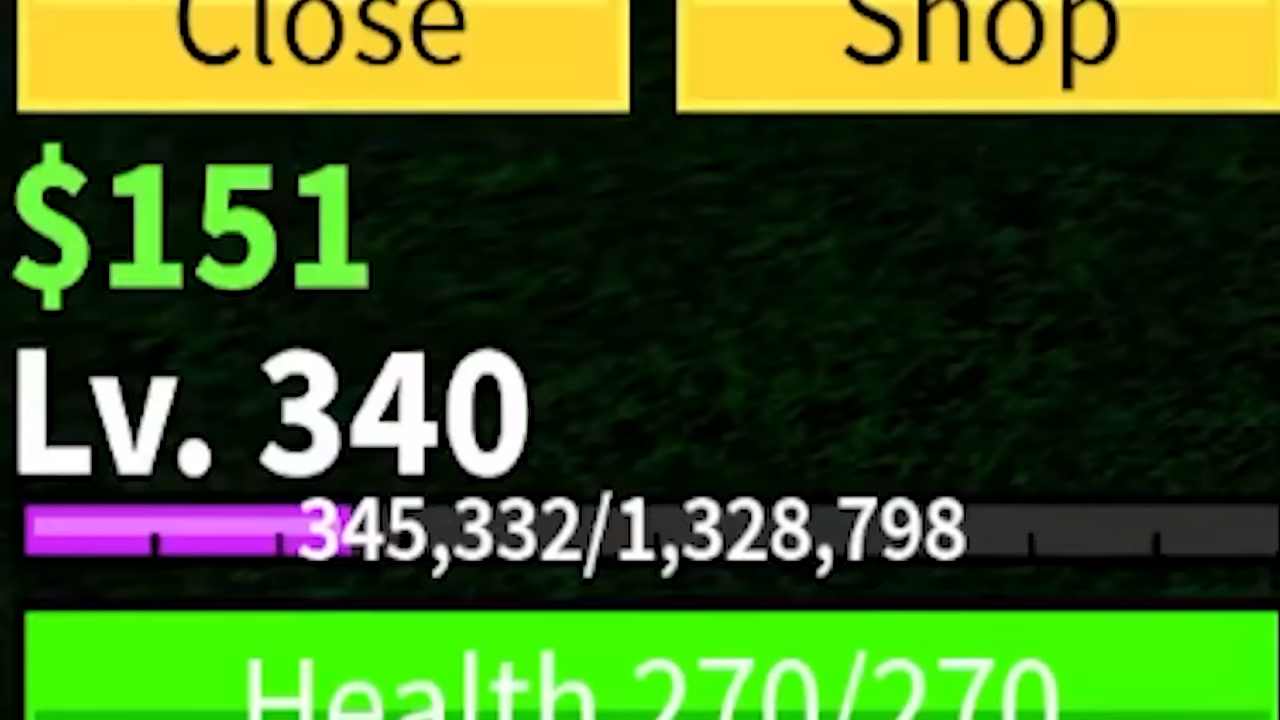 Close Shop
$151
Lv. 340
345,332/1,328,798
Health 270/270